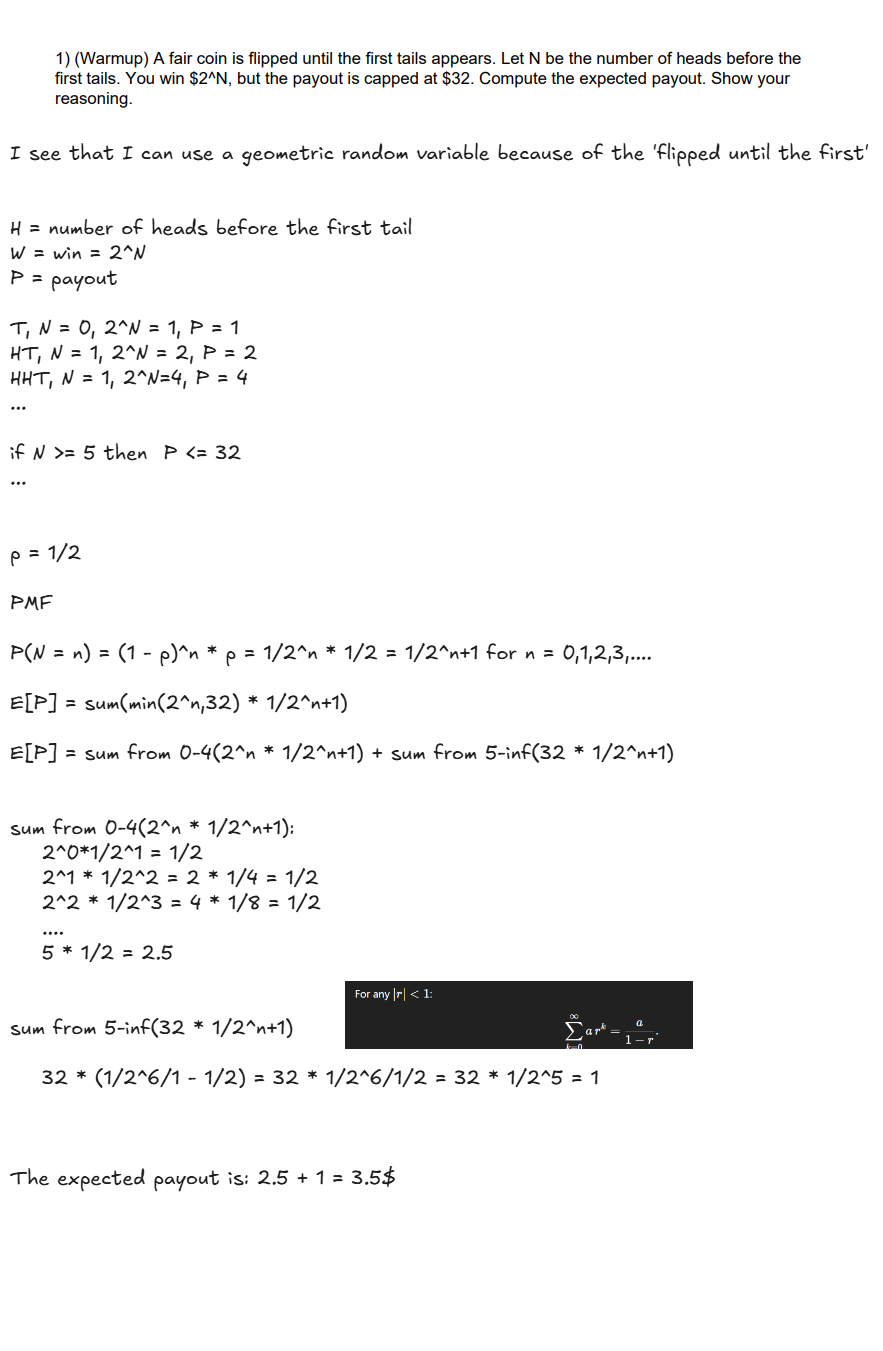 1) (Warmup) A fair coin is flipped until the first tails appears. Let N be the number of heads before the
first tails. You win $2^N, but the payout is capped at $32. Compute the expected payout. Show your
reasoning.
I see that I can use a geometric random variable because of the 'flipped until the first'
H = number of heads before the first tail
W = win = 2^N
P = payout
T, N = 0, 2^N = 1, P = 1
HT, N = 1, 2^N = 2, P = 2
HHT, N = 1, 2^N=4, P = 4
...
if N >= 5 then P <= 32
...
p = 1/2
PMF
P(N = n) = (1 - p)^n * p = 1/2^n * 1/2 = 1/2^n+1 for n = 0,1,2,3,....
E[P] = sum(min(2^n,32) * 1/2^n+1)
E[P] = sum from 0-4(2^n * 1/2^n+1) + sum from 5-inf(32 * 1/2^n+1)
sum from 0-4(2^n * 1/2^n+1):
2^0*1/2^1 = 1/2
2^1 * 1/2^2 = 2 * 1/4 = 1/2
2^2 * 1/2^3 = 4 * 1/8 = 1/2
....
5 * 1/2 = 2.5
For any |r| < 1:
∑_{k=0}^{∞} a r^k = a/(1 − r).
sum from 5-inf(32 * 1/2^n+1)
32 * (1/2^6/1 - 1/2) = 32 * 1/2^6/1/2 = 32 * 1/2^5 = 1
The expected payout is: 2.5 + 1 = 3.5$